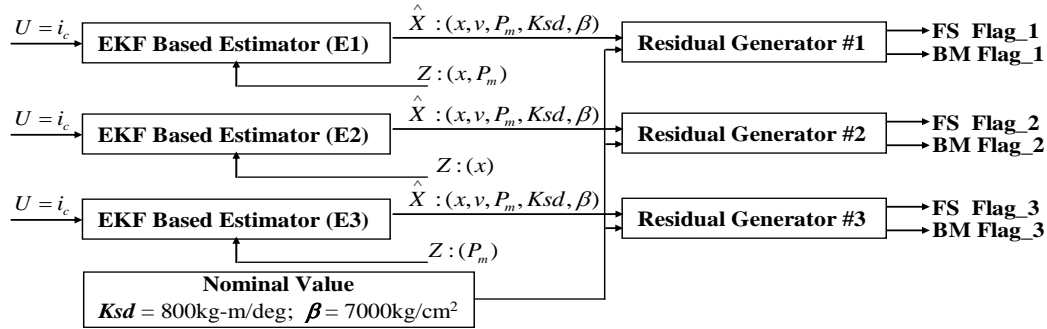 U = i_c
EKF Based Estimator (E1)
^
X : (x, v, P_m, Ksd, β)
Z : (x, P_m)
Residual Generator #1
FS Flag_1
BM Flag_1
U = i_c
EKF Based Estimator (E2)
^
X : (x, v, P_m, Ksd, β)
Z : (x)
Residual Generator #2
FS Flag_2
BM Flag_2
U = i_c
EKF Based Estimator (E3)
^
X : (x, v, P_m, Ksd, β)
Z : (P_m)
Residual Generator #3
FS Flag_3
BM Flag_3
Nominal Value
Ksd = 800kg-m/deg; β = 7000kg/cm²